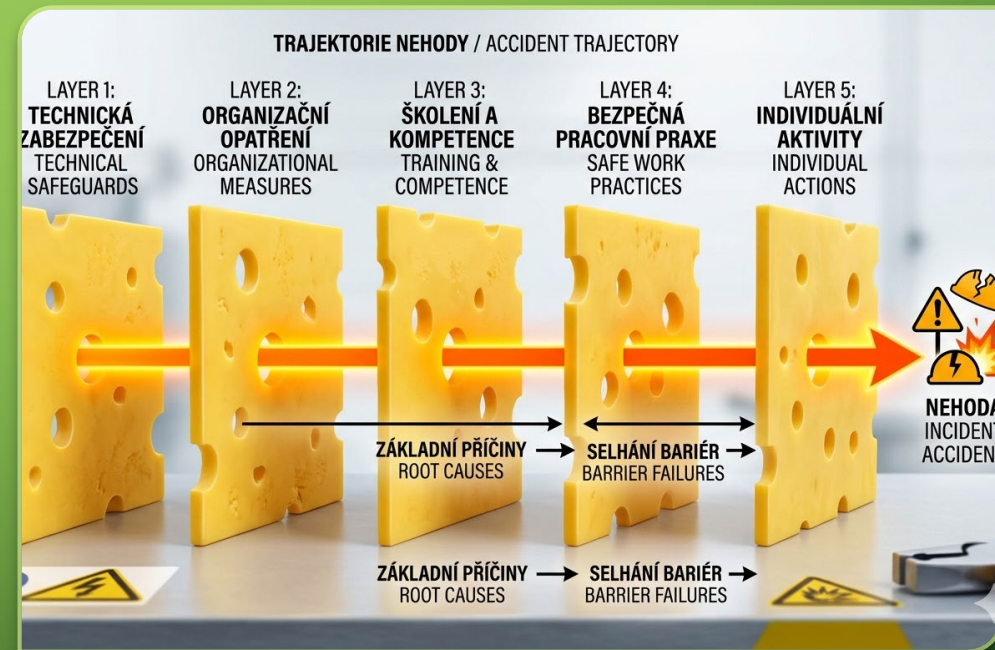 TRAJEKTORIE NEHODY / ACCIDENT TRAJECTORY
LAYER 1:
TECHNICKÁ
ZABEZPEČENÍ
TECHNICAL
SAFEGUARDS
LAYER 2:
ORGANIZAČNÍ
OPATŘENÍ
ORGANIZATIONAL
MEASURES
LAYER 3:
ŠKOLENÍ A
KOMPETENCE
TRAINING &
COMPETENCE
LAYER 4:
BEZPEČNÁ
PRACOVNÍ PRAXE
SAFE WORK
PRACTICES
LAYER 5:
INDIVIDUÁLNÍ
AKTIVITY
INDIVIDUAL
ACTIONS
ZÁKLADNÍ PŘÍČINY
ROOT CAUSES
SELHÁNÍ BARIÉR
BARRIER FAILURES
NEHODA
INCIDENT
ACCIDEN
ZÁKLADNÍ PŘÍČINY
ROOT CAUSES
SELHÁNÍ BARIÉR
BARRIER FAILURES